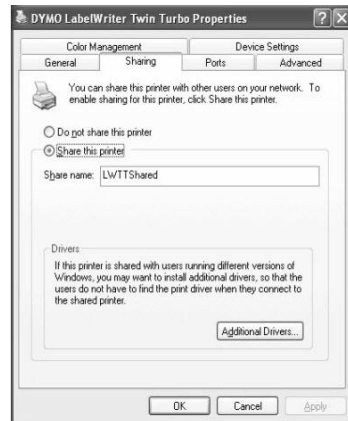 DYMO LabelWriter Twin Turbo Properties
Color Management Device Settings
General Sharing Ports Advanced
You can share this printer with other users on your network. To
enable sharing for this printer, click Share this printer.
Do not share this printer
Share this printer
Share name: LWTTShared
Drivers
If this printer is shared with users running different versions of
Windows, you may want to install additional drivers, so that the
users do not have to find the print driver when they connect to
the shared printer.
Additional Drivers...
OK Cancel Apply